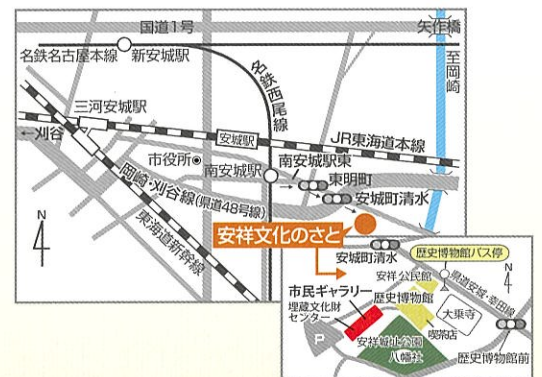 国道1号
矢作橋
名鉄名古屋本線
新安城駅
至岡崎
名鉄西尾線
三河安城駅
←刈谷
安城駅
JR東海道本線
市役所
南安城駅
南安城駅東
東明町
岡崎・刈谷線(県道48号線)
安城町清水
東海道新幹線
N
安祥文化のさと
安城町清水
歴史博物館バス停
安祥公民館
県道安城・幸田線
N
市民ギャラリー
歴史博物館
埋蔵文化財
センター
大乗寺
喫茶店
P
安祥城址公園
八幡社
歴史博物館前